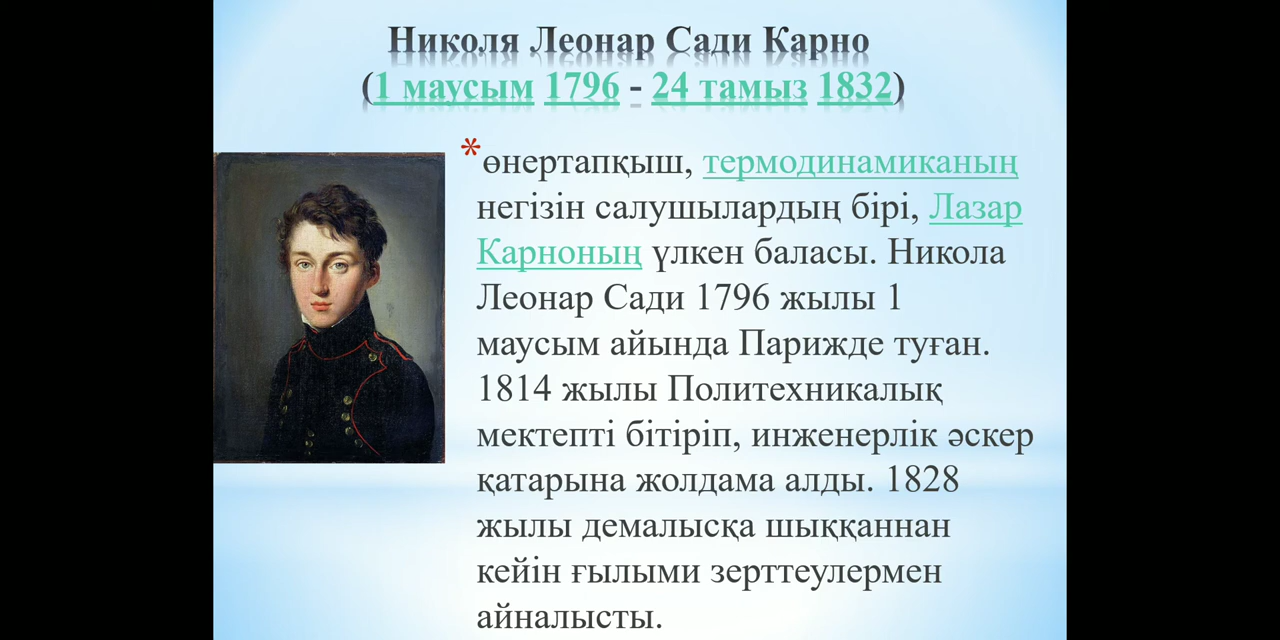 Николя Леонар Сади Карно
(1 маусым 1796 - 24 тамыз 1832)
*өнертапқыш, термодинамиканың
негізін салушылардың бірі, Лазар
Карноның үлкен баласы. Никола
Леонар Сади 1796 жылы 1
маусым айында Парижде туған.
1814 жылы Политехникалық
мектепті бітіріп, инженерлік әскер
қатарына жолдама алды. 1828
жылы демалысқа шыққаннан
кейін ғылыми зерттеулермен
айналысты.